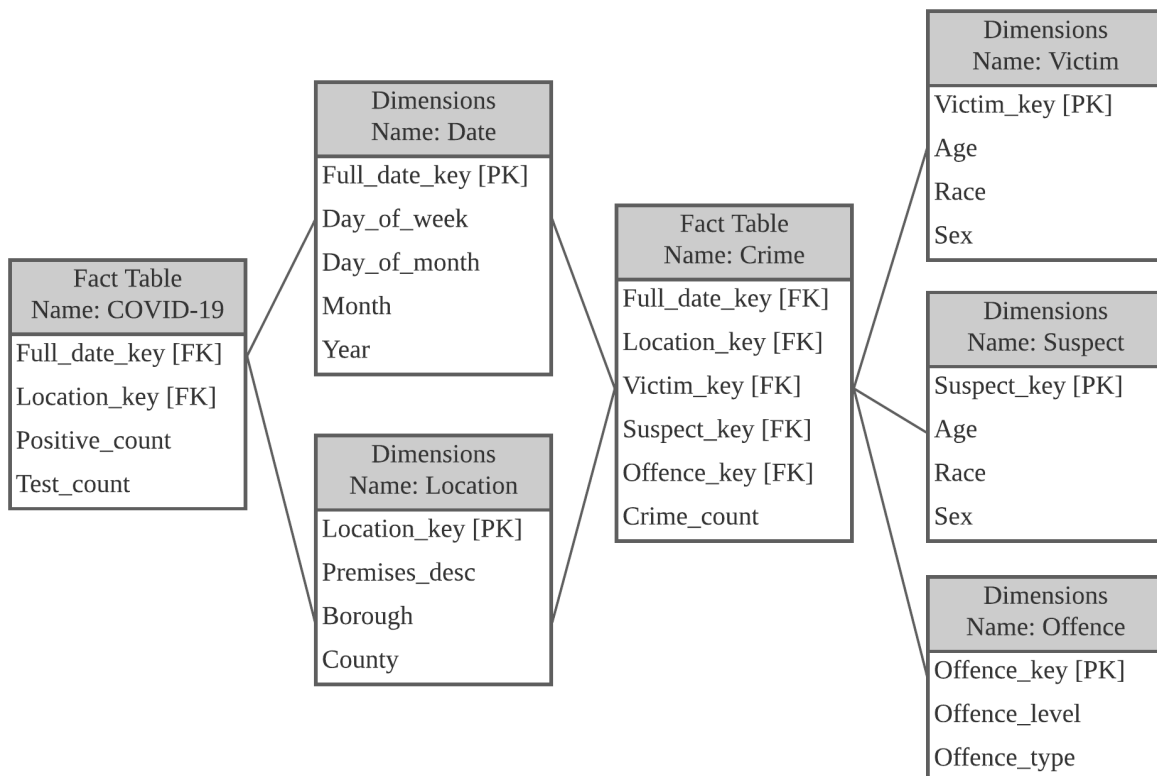 Fact Table
Name: COVID-19
Full_date_key [FK]
Location_key [FK]
Positive_count
Test_count
Dimensions
Name: Date
Full_date_key [PK]
Day_of_week
Day_of_month
Month
Year
Dimensions
Name: Location
Location_key [PK]
Premises_desc
Borough
County
Fact Table
Name: Crime
Full_date_key [FK]
Location_key [FK]
Victim_key [FK]
Suspect_key [FK]
Offence_key [FK]
Crime_count
Dimensions
Name: Victim
Victim_key [PK]
Age
Race
Sex
Dimensions
Name: Suspect
Suspect_key [PK]
Age
Race
Sex
Dimensions
Name: Offence
Offence_key [PK]
Offence_level
Offence_type